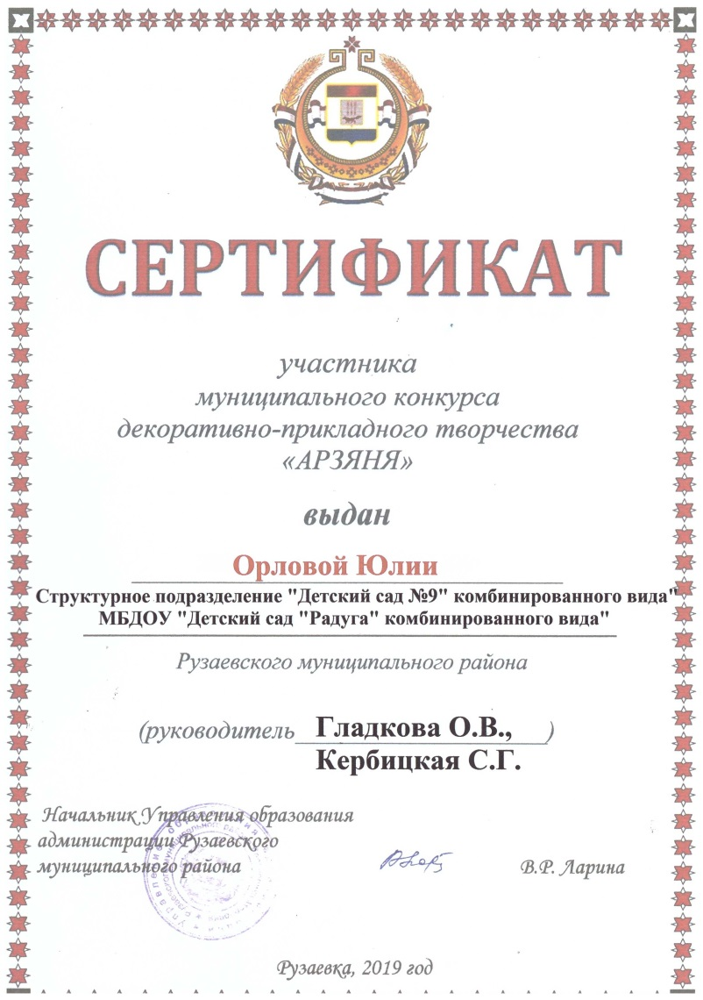 СЕРТИФИКАТ
участника
муниципального конкурса
декоративно-прикладного творчества
«АРЗЯНЯ»
выдан
Орловой Юлии
Структурное подразделение "Детский сад №9" комбинированного вида"
МБДОУ "Детский сад "Радуга" комбинированного вида"
Рузаевского муниципального района
(руководитель Гладкова О.В., )
Кербицкая С.Г.
Начальник Управления образования
администрации Рузаевского
муниципального района
В.Р. Ларина
Рузаевка, 2019 год